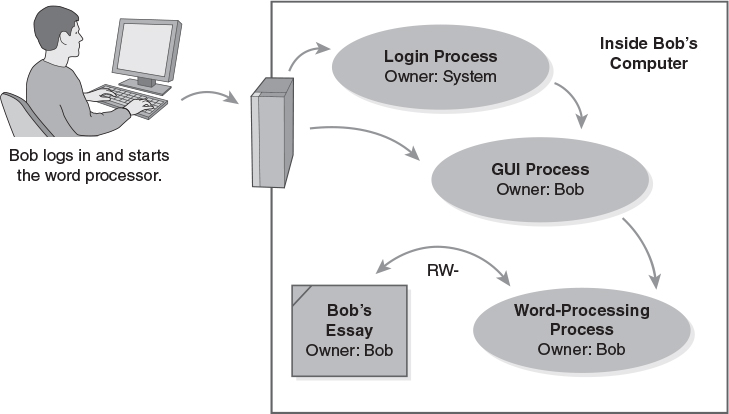 Inside Bob's
Computer
Login Process
Owner: System
Bob logs in and starts
the word processor.
GUI Process
Owner: Bob
RW-
Bob's
Essay
Owner: Bob
Word-Processing
Process
Owner: Bob